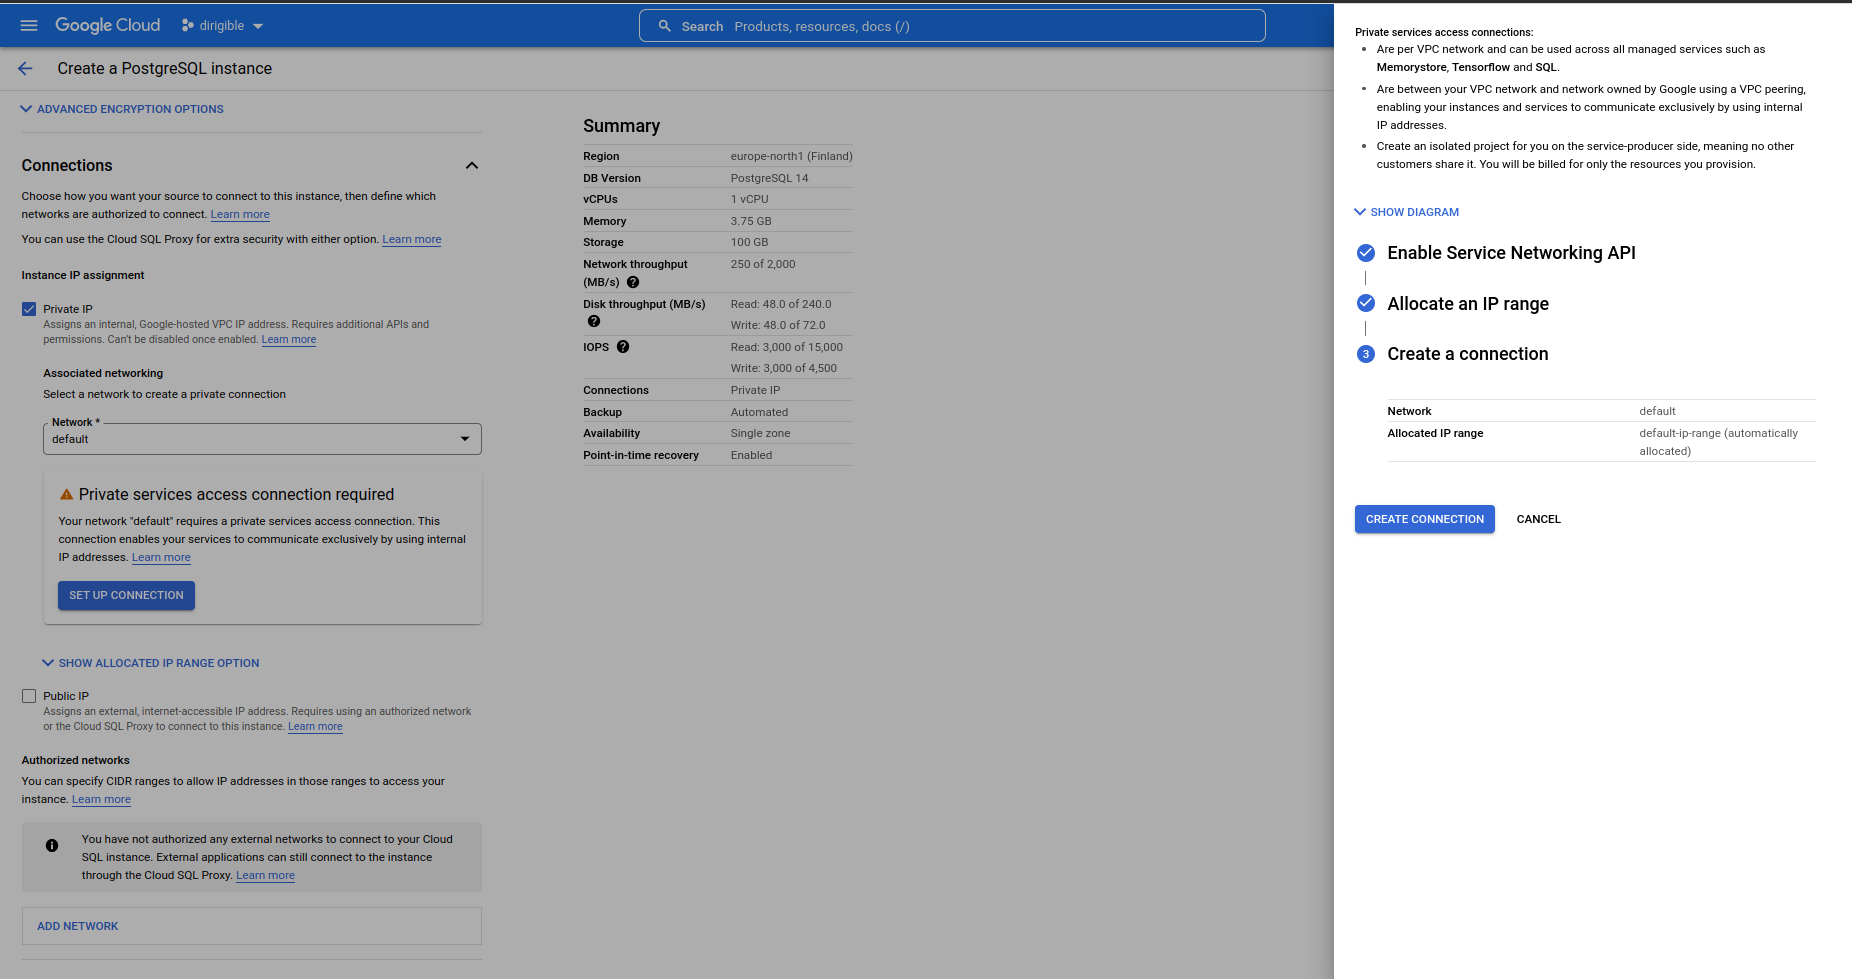 Google Cloud
dirigible
Search Products, resources, docs (/)
Create a PostgreSQL instance
ADVANCED ENCRYPTION OPTIONS
Connections
Choose how you want your source to connect to this instance, then define which
networks are authorized to connect. Learn more
You can use the Cloud SQL Proxy for extra security with either option. Learn more
Instance IP assignment
Private IP
Assigns an internal, Google-hosted VPC IP address. Requires additional APIs and
permissions. Can't be disabled once enabled. Learn more
Associated networking
Select a network to create a private connection
Network *
default
Private services access connection required
Your network "default" requires a private services access connection. This
connection enables your services to communicate exclusively by using internal
IP addresses. Learn more
SET UP CONNECTION
SHOW ALLOCATED IP RANGE OPTION
Public IP
Assigns an external, internet-accessible IP address. Requires using an authorized network
or the Cloud SQL Proxy to connect to this instance. Learn more
Authorized networks
You can specify CIDR ranges to allow IP addresses in those ranges to access your
instance. Learn more
You have not authorized any external networks to connect to your Cloud
SQL instance. External applications can still connect to the instance
through the Cloud SQL Proxy. Learn more
ADD NETWORK
Summary
Region europe-north1 (Finland)
DB Version PostgreSQL 14
vCPUs 1 vCPU
Memory 3.75 GB
Storage 100 GB
Network throughput 250 of 2,000
(MB/s)
Disk throughput (MB/s) Read: 48.0 of 240.0
Write: 48.0 of 72.0
IOPS Read: 3,000 of 15,000
Write: 3,000 of 4,500
Connections Private IP
Backup Automated
Availability Single zone
Point-in-time recovery Enabled
Private services access connections:
Are per VPC network and can be used across all managed services such as
Memorystore, Tensorflow and SQL.
Are between your VPC network and network owned by Google using a VPC peering,
enabling your instances and services to communicate exclusively by using internal
IP addresses.
Create an isolated project for you on the service-producer side, meaning no other
customers share it. You will be billed for only the resources you provision.
SHOW DIAGRAM
Enable Service Networking API
Allocate an IP range
3 Create a connection
Network default
Allocated IP range default-ip-range (automatically
allocated)
CREATE CONNECTION CANCEL